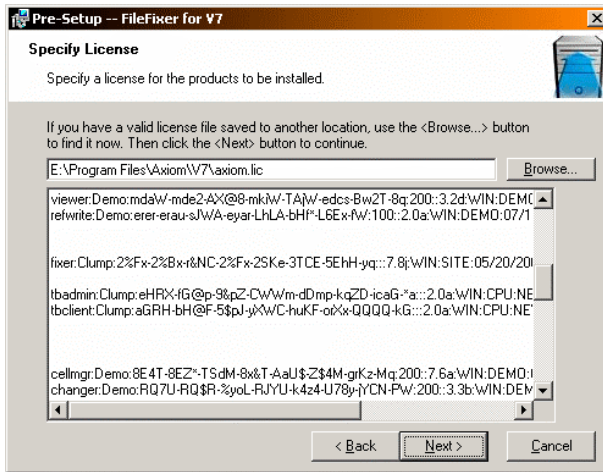 Pre-Setup -- FileFixer for V7
Specify License
Specify a license for the products to be installed.
If you have a valid license file saved to another location, use the <Browse...> button
to find it now. Then click the <Next> button to continue.
E:\Program Files\Axiom\V7\axiom.lic
Browse...
viewer:Demo:mdaW-mde2-AX@8-mkiW-TAjW-edcs-Bw2T-8q:200::3.2d:WIN:DEMO
refwrite:Demo:erer-erau-sJWA-eyar-LhLA-bHf*-L6Ex-fW:100::2.0a:WIN:DEMO:07/1
fixer:Clump:2%Fx-2%Bx-r&NC-2%Fx-2SKe-3TCE-5EhH-yq:::7.8j:WIN:SITE:05/20/20
tbadmin:Clump:eHRX-fG@p-9&pZ-CWWm-dDmp-kqZD-icaG-*a:::2.0a:WIN:CPU:NE
tbclient:Clump:aGRH-bH@F-5$pJ-yXWC-huKF-orXx-QQQQ-kG:::2.0a:WIN:CPU:NE
cellmgr:Demo:8E4T-8EZ*-TSdM-8x&T-AaU$-Z$4M-grKz-Mq:200::7.6a:WIN:DEMO:
changer:Demo:RQ7U-RQ$R-%yoL-RJYU-k4z4-U78y-jYCN-PW:200::3.3b:WIN:DEM
< Back
Next >
Cancel